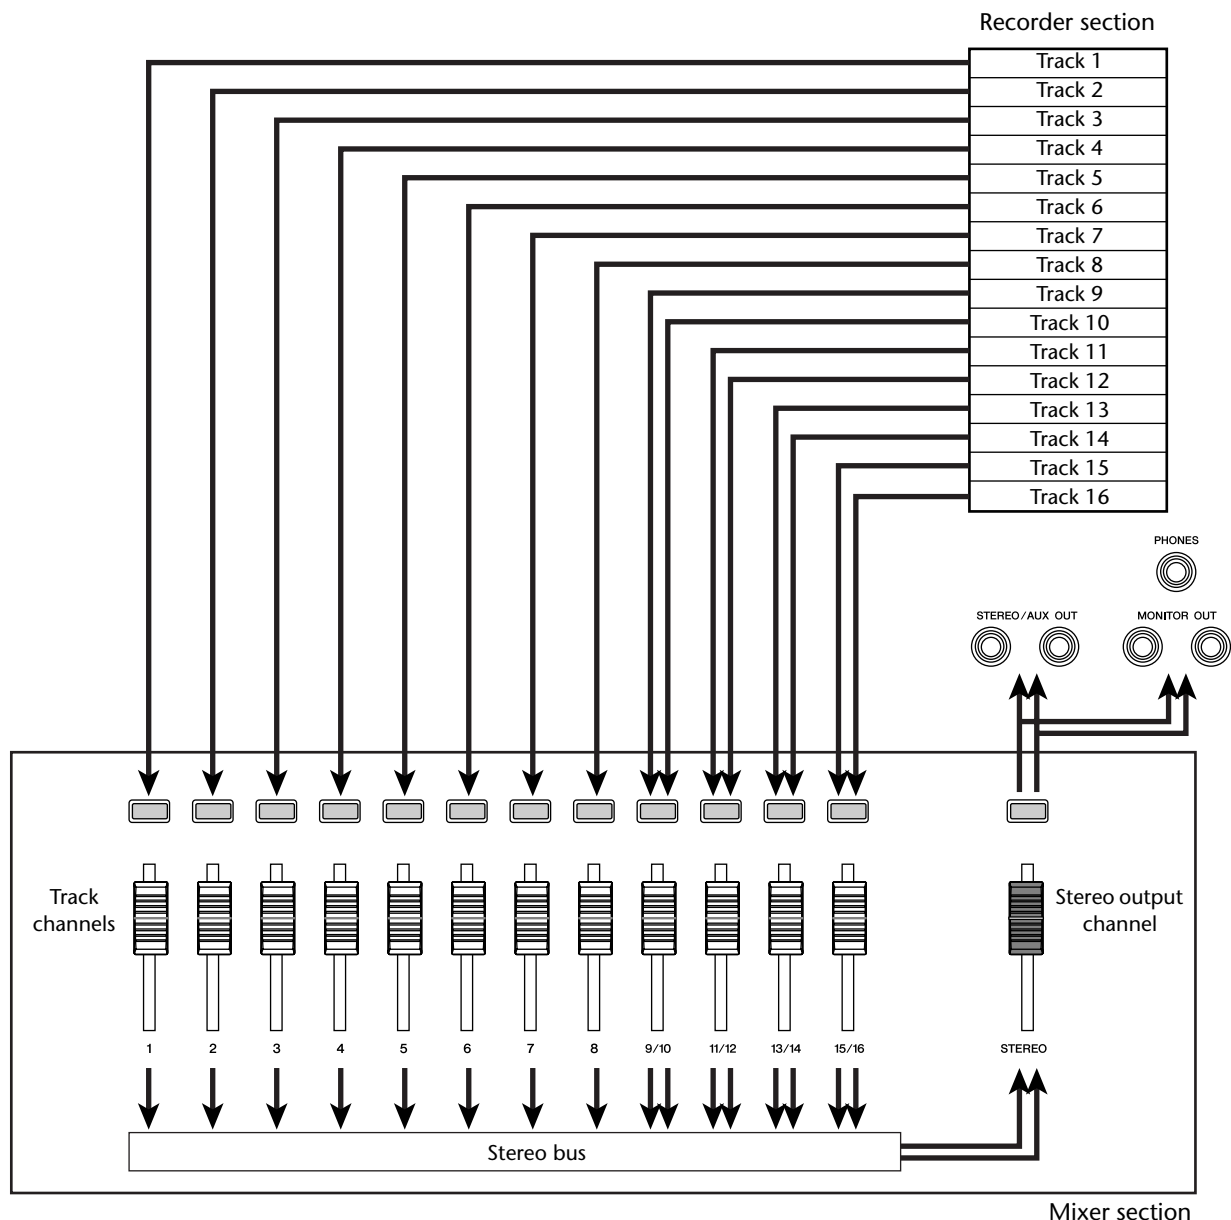 Recorder section
Track 1
Track 2
Track 3
Track 4
Track 5
Track 6
Track 7
Track 8
Track 9
Track 10
Track 11
Track 12
Track 13
Track 14
Track 15
Track 16
PHONES
STEREO/AUX OUT
MONITOR OUT
Track
channels
Stereo output
channel
1
2
3
4
5
6
7
8
9/10
11/12
13/14
15/16
STEREO
Stereo bus
Mixer section